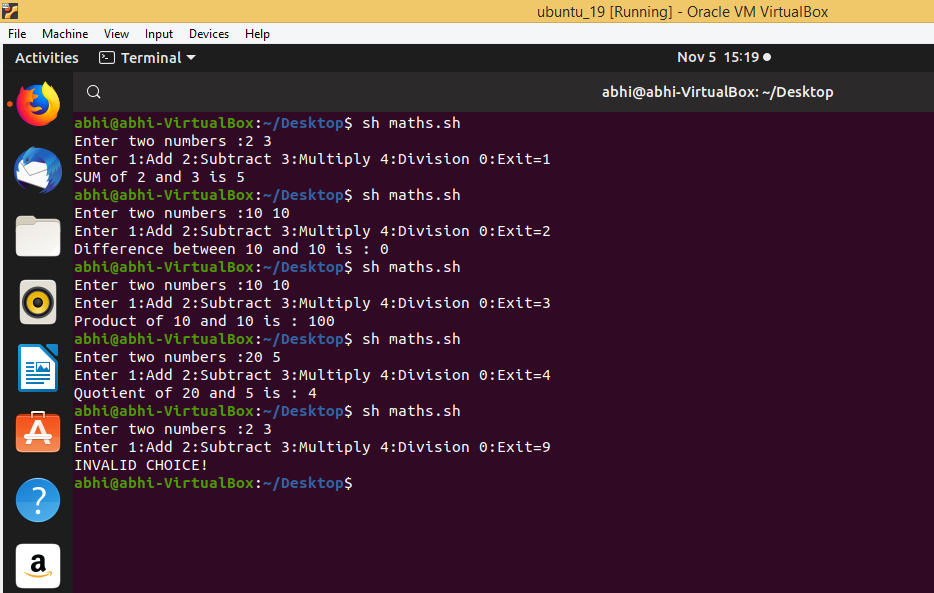 ubuntu_19 [Running] - Oracle VM VirtualBox
File Machine View Input Devices Help
Activities Terminal Nov 5 15:19
abhi@abhi-VirtualBox: ~/Desktop
abhi@abhi-VirtualBox:~/Desktop$ sh maths.sh
Enter two numbers :2 3
Enter 1:Add 2:Subtract 3:Multiply 4:Division 0:Exit=1
SUM of 2 and 3 is 5
abhi@abhi-VirtualBox:~/Desktop$ sh maths.sh
Enter two numbers :10 10
Enter 1:Add 2:Subtract 3:Multiply 4:Division 0:Exit=2
Difference between 10 and 10 is : 0
abhi@abhi-VirtualBox:~/Desktop$ sh maths.sh
Enter two numbers :10 10
Enter 1:Add 2:Subtract 3:Multiply 4:Division 0:Exit=3
Product of 10 and 10 is : 100
abhi@abhi-VirtualBox:~/Desktop$ sh maths.sh
Enter two numbers :20 5
Enter 1:Add 2:Subtract 3:Multiply 4:Division 0:Exit=4
Quotient of 20 and 5 is : 4
abhi@abhi-VirtualBox:~/Desktop$ sh maths.sh
Enter two numbers :2 3
Enter 1:Add 2:Subtract 3:Multiply 4:Division 0:Exit=9
INVALID CHOICE!
abhi@abhi-VirtualBox:~/Desktop$
?
a